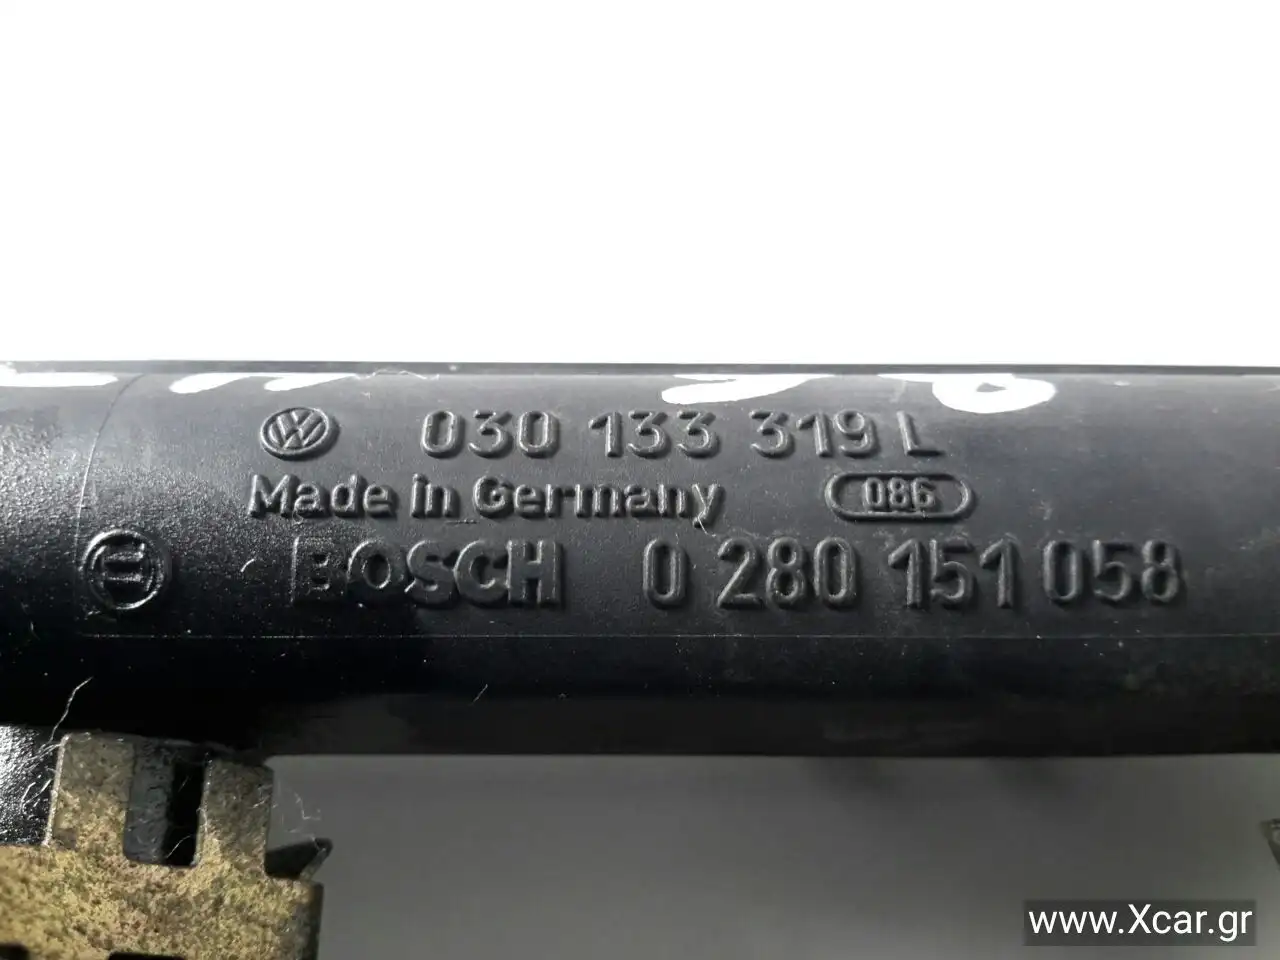 030 133 319 L
Made in Germany 086
BOSCH 0 280 151 058
www.Xcar.gr